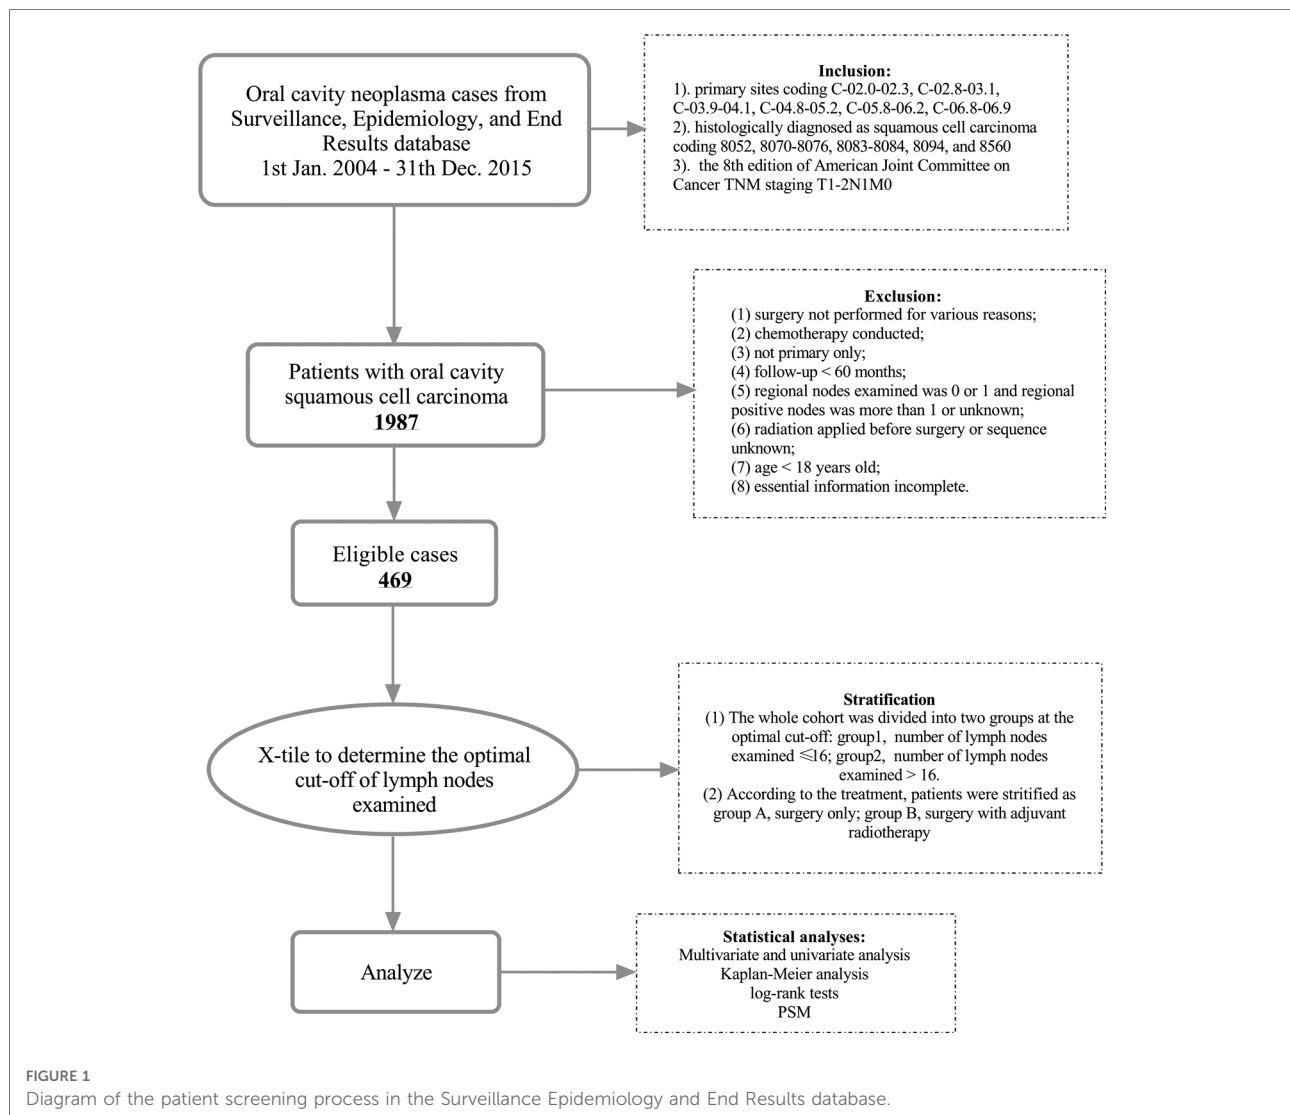 Oral cavity neoplasma cases from
Surveillance, Epidemiology, and End
Results database
1st Jan. 2004 - 31th Dec. 2015
Inclusion:
1). primary sites coding C-02.0-02.3, C-02.8-03.1,
C-03.9-04.1, C-04.8-05.2, C-05.8-06.2, C-06.8-06.9
2). histologically diagnosed as squamous cell carcinoma
coding 8052, 8070-8076, 8083-8084, 8094, and 8560
3). the 8th edition of American Joint Committee on
Cancer TNM staging T1-2N1M0
Patients with oral cavity
squamous cell carcinoma
1987
Exclusion:
(1) surgery not performed for various reasons;
(2) chemotherapy conducted;
(3) not primary only;
(4) follow-up < 60 months;
(5) regional nodes examined was 0 or 1 and regional
positive nodes was more than 1 or unknown;
(6) radiation applied before surgery or sequence
unknown;
(7) age < 18 years old;
(8) essential information incomplete.
Eligible cases
469
X-tile to determine the optimal
cut-off of lymph nodes
examined
Stratification
(1) The whole cohort was divided into two groups at the
optimal cut-off: group1, number of lymph nodes
examined ⩽16; group2, number of lymph nodes
examined > 16.
(2) According to the treatment, patients were stritified as
group A, surgery only; group B, surgery with adjuvant
radiotherapy
Analyze
Statistical analyses:
Multivariate and univariate analysis
Kaplan-Meier analysis
log-rank tests
PSM
FIGURE 1
Diagram of the patient screening process in the Surveillance Epidemiology and End Results database.